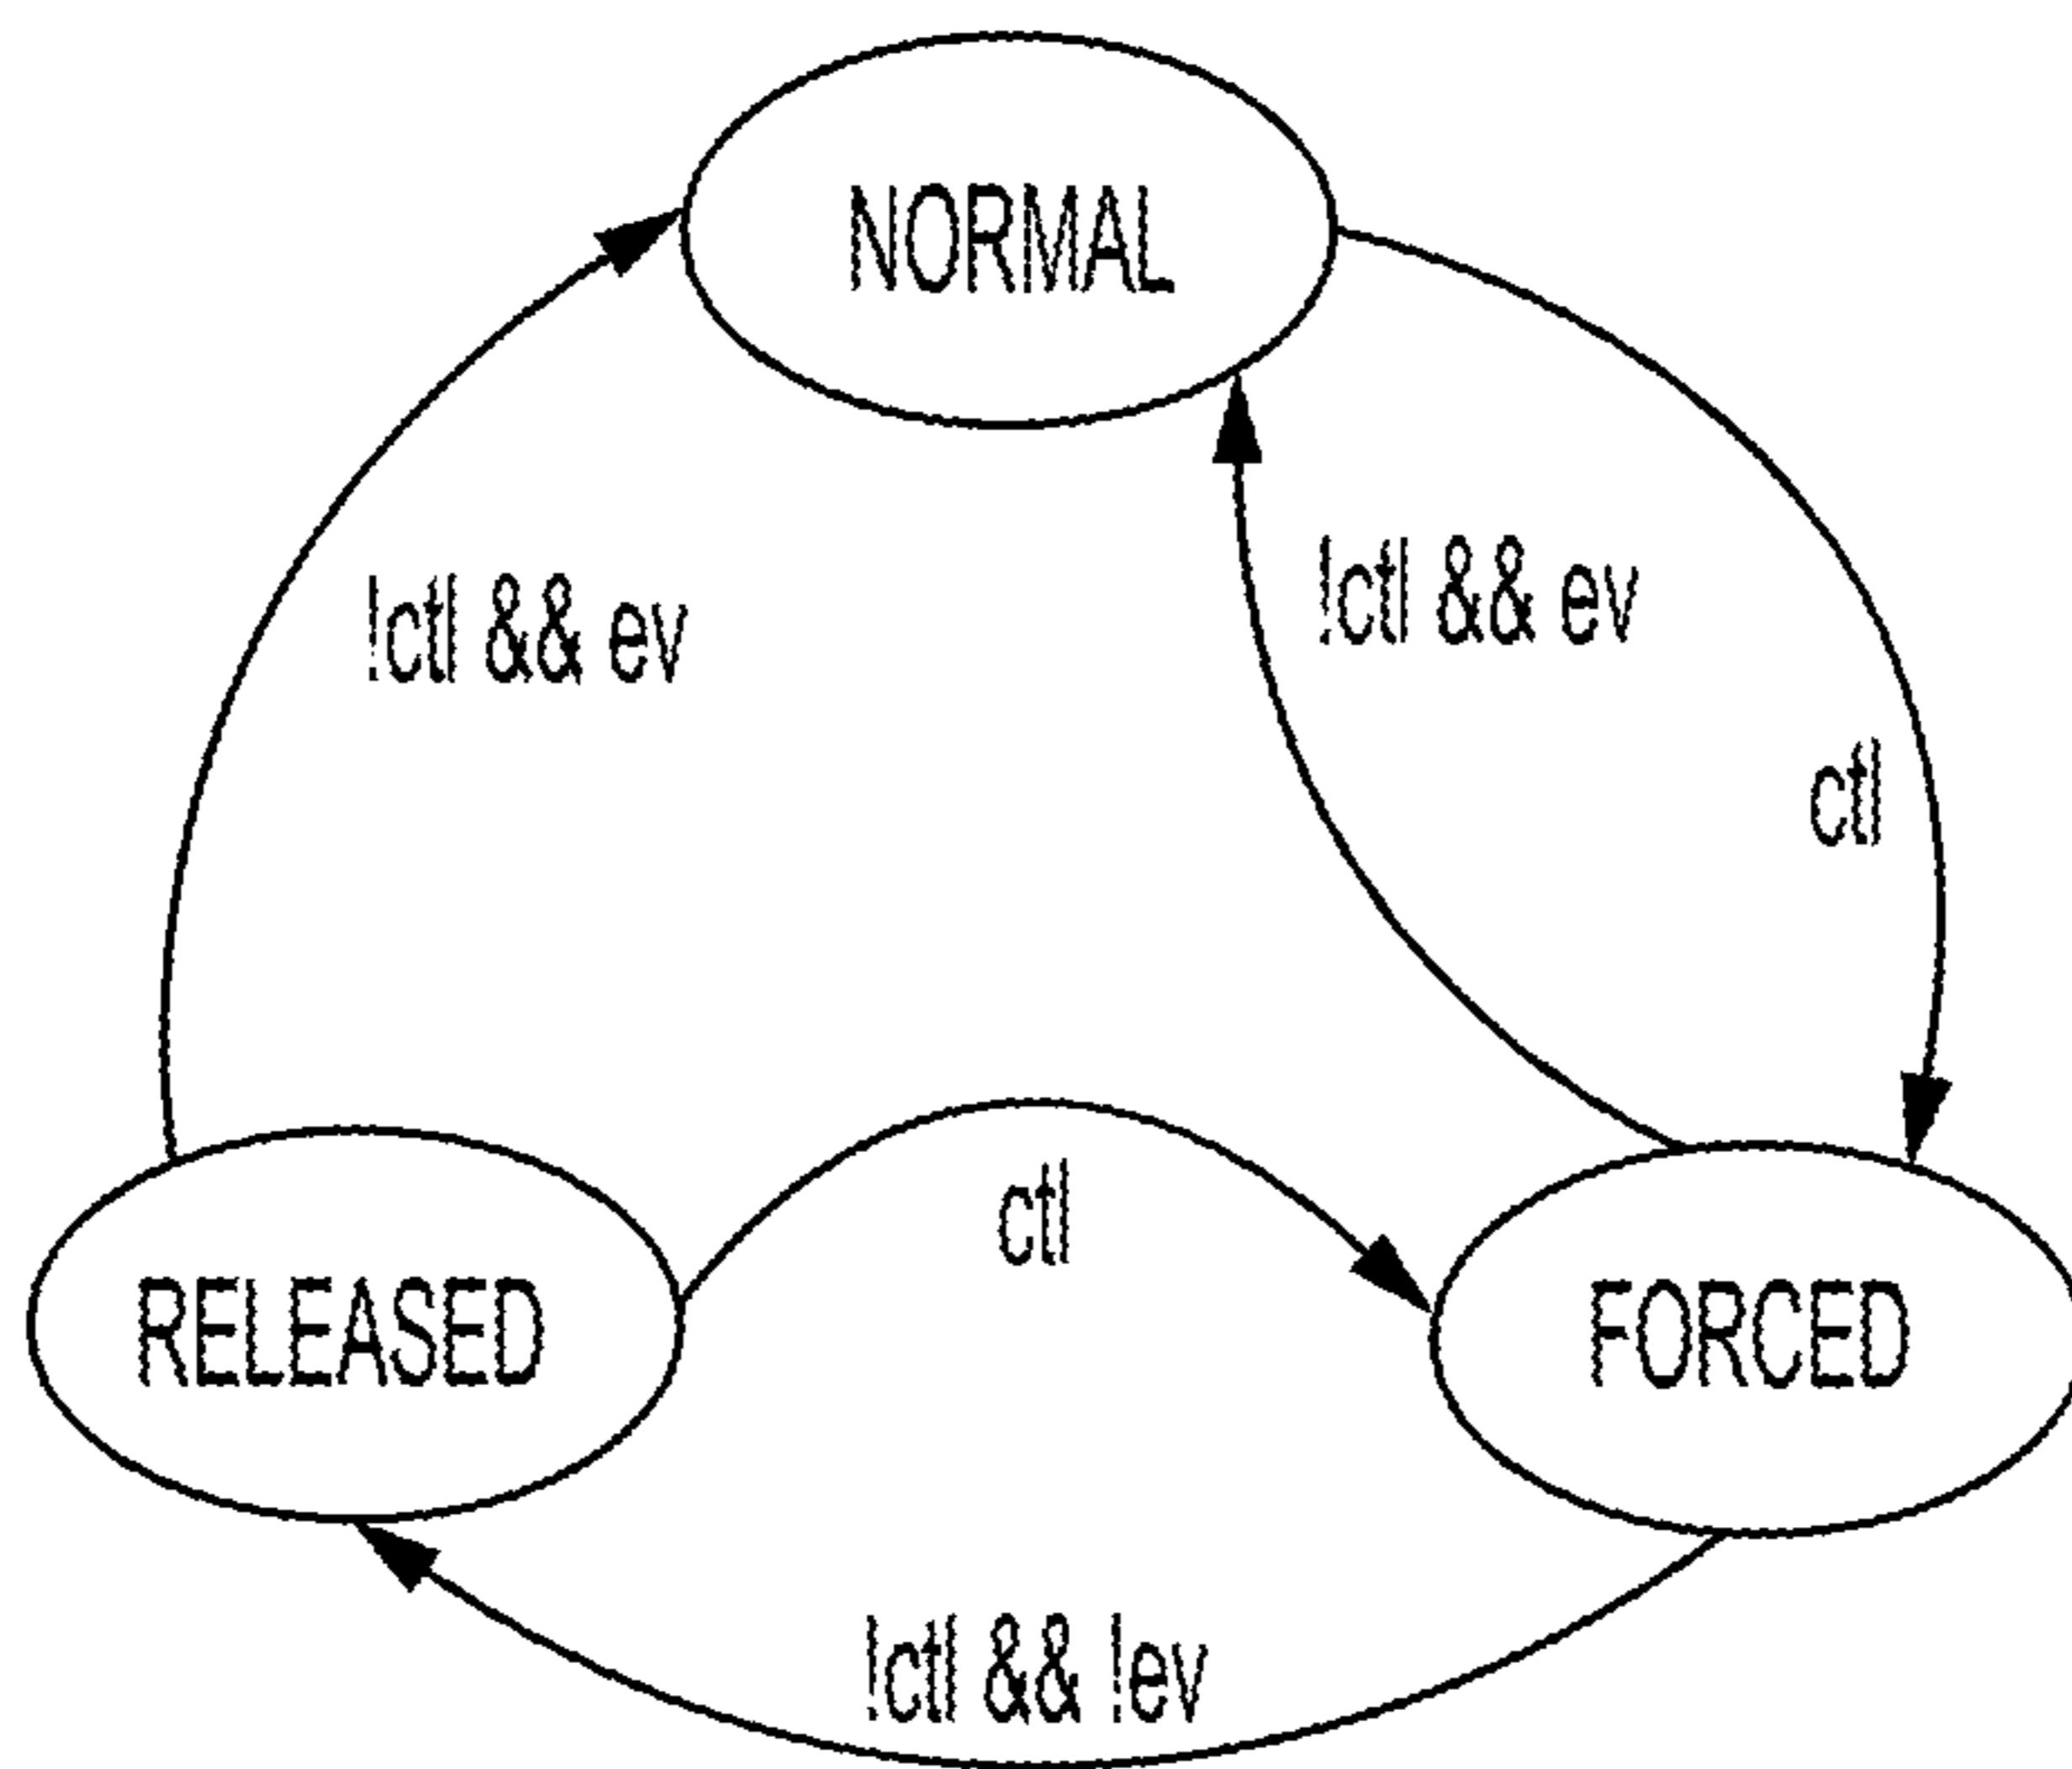 NORMAL
!ctl && ev
!ctl && ev
ctl
ctl
RELEASED
FORCED
!ctl && !ev